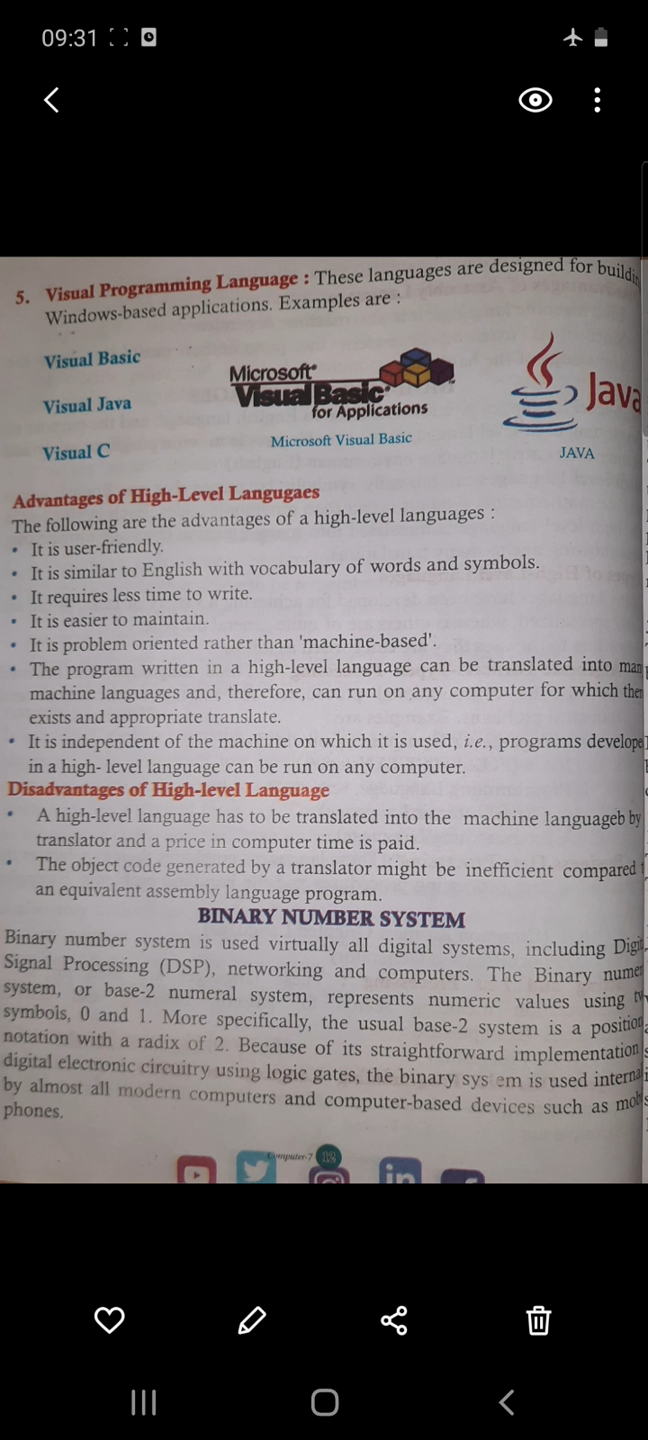 09:31
5. Visual Programming Language : These languages are designed for buildin
Windows-based applications. Examples are :
Visual Basic
Visual Java
Visual C
Microsoft
Visual Basic
for Applications
Microsoft Visual Basic
Java
JAVA
Advantages of High-Level Langugaes
The following are the advantages of a high-level languages :
• It is user-friendly.
• It is similar to English with vocabulary of words and symbols.
• It requires less time to write.
• It is easier to maintain.
• It is problem oriented rather than 'machine-based'.
• The program written in a high-level language can be translated into man
machine languages and, therefore, can run on any computer for which ther
exists and appropriate translate.
• It is independent of the machine on which it is used, i.e., programs develope
in a high- level language can be run on any computer.
Disadvantages of High-level Language
• A high-level language has to be translated into the machine languageb by
translator and a price in computer time is paid.
• The object code generated by a translator might be inefficient compared t
an equivalent assembly language program.
BINARY NUMBER SYSTEM
Binary number system is used virtually all digital systems, including Digit
Signal Processing (DSP), networking and computers. The Binary numer
system, or base-2 numeral system, represents numeric values using tw
symbols, 0 and 1. More specifically, the usual base-2 system is a position
notation with a radix of 2. Because of its straightforward implementation
digital electronic circuitry using logic gates, the binary sys em is used internal
by almost all modern computers and computer-based devices such as mob
phones.
Computer-7 12
in